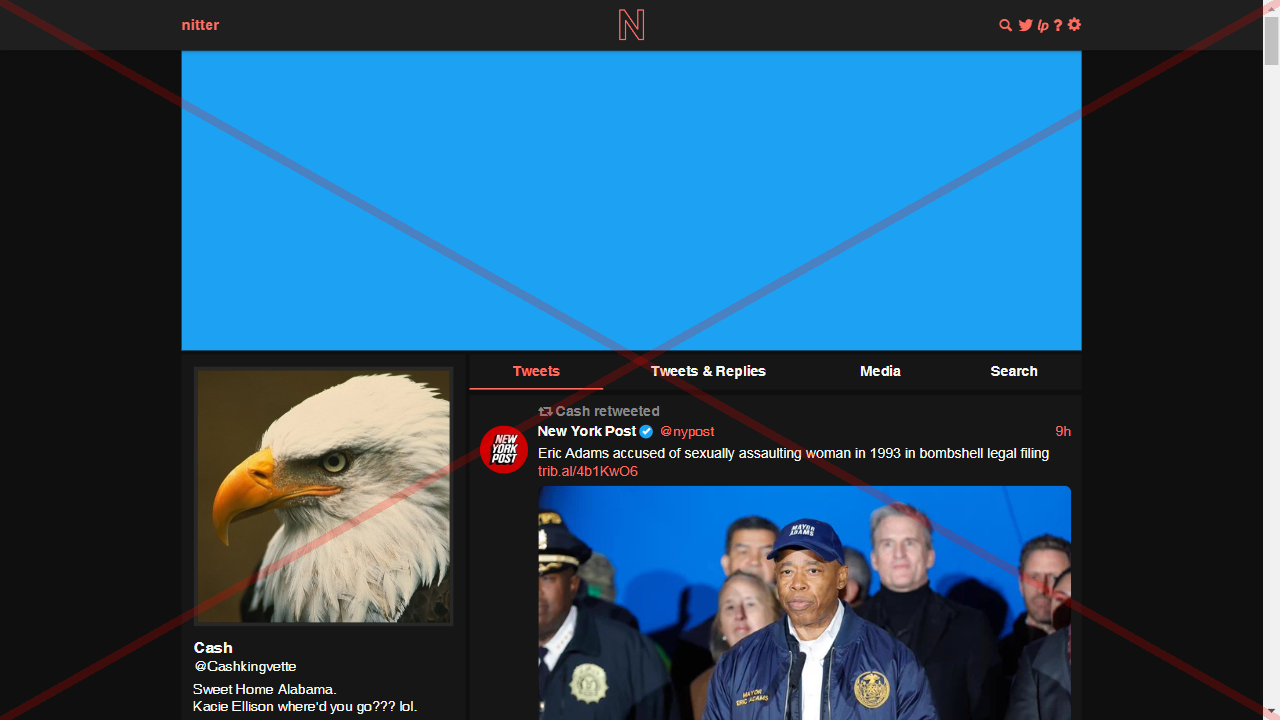 nitter
N
lp ?
Tweets
Tweets & Replies
Media
Search
Cash retweeted
New York Post @nypost
9h
NEW
YORK
POST
Eric Adams accused of sexually assaulting woman in 1993 in bombshell legal filing
trib.al/4b1KwO6
MAYOR
ADAMS
MAYOR
ERIC ADAMS
Cash
@Cashkingvette
Sweet Home Alabama.
Kacie Ellison where'd you go??? lol.